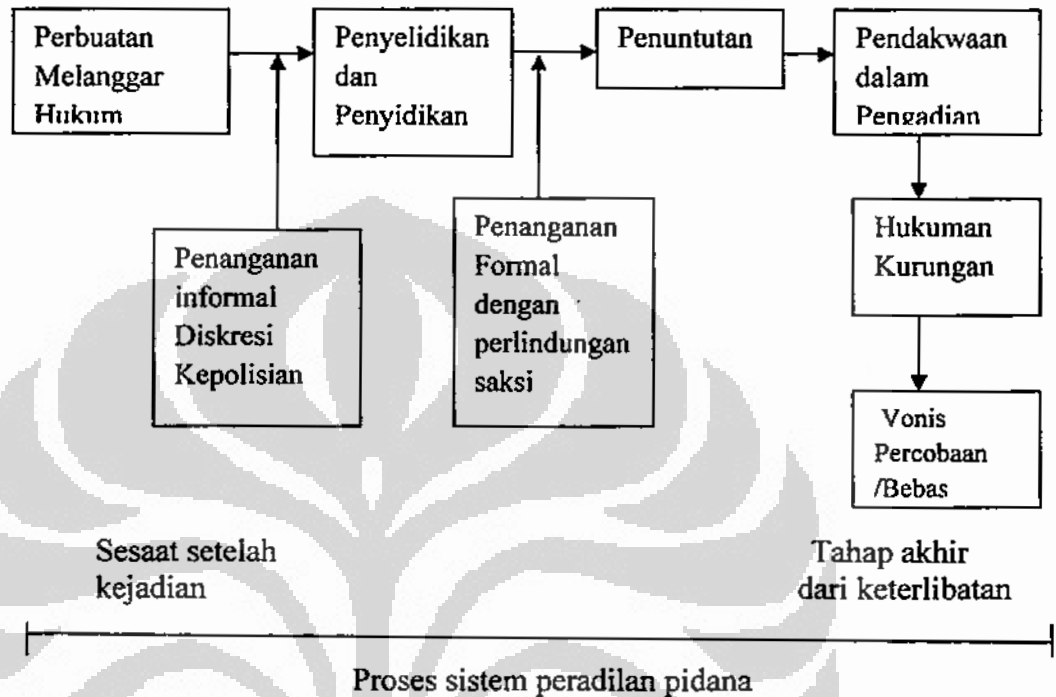 Perbuatan
Melanggar
Hukum
Penyelidikan
dan
Penyidikan
Penuntutan
Pendakwaan
dalam
Pengadian
Penanganan
informal
Diskresi
Kepolisian
Penanganan
Formal
dengan
perlindungan
saksi
Hukuman
Kurungan
Vonis
Percobaan
/Bebas
Sesaat setelah
kejadian
Tahap akhir
dari keterlibatan
Proses sistem peradilan pidana